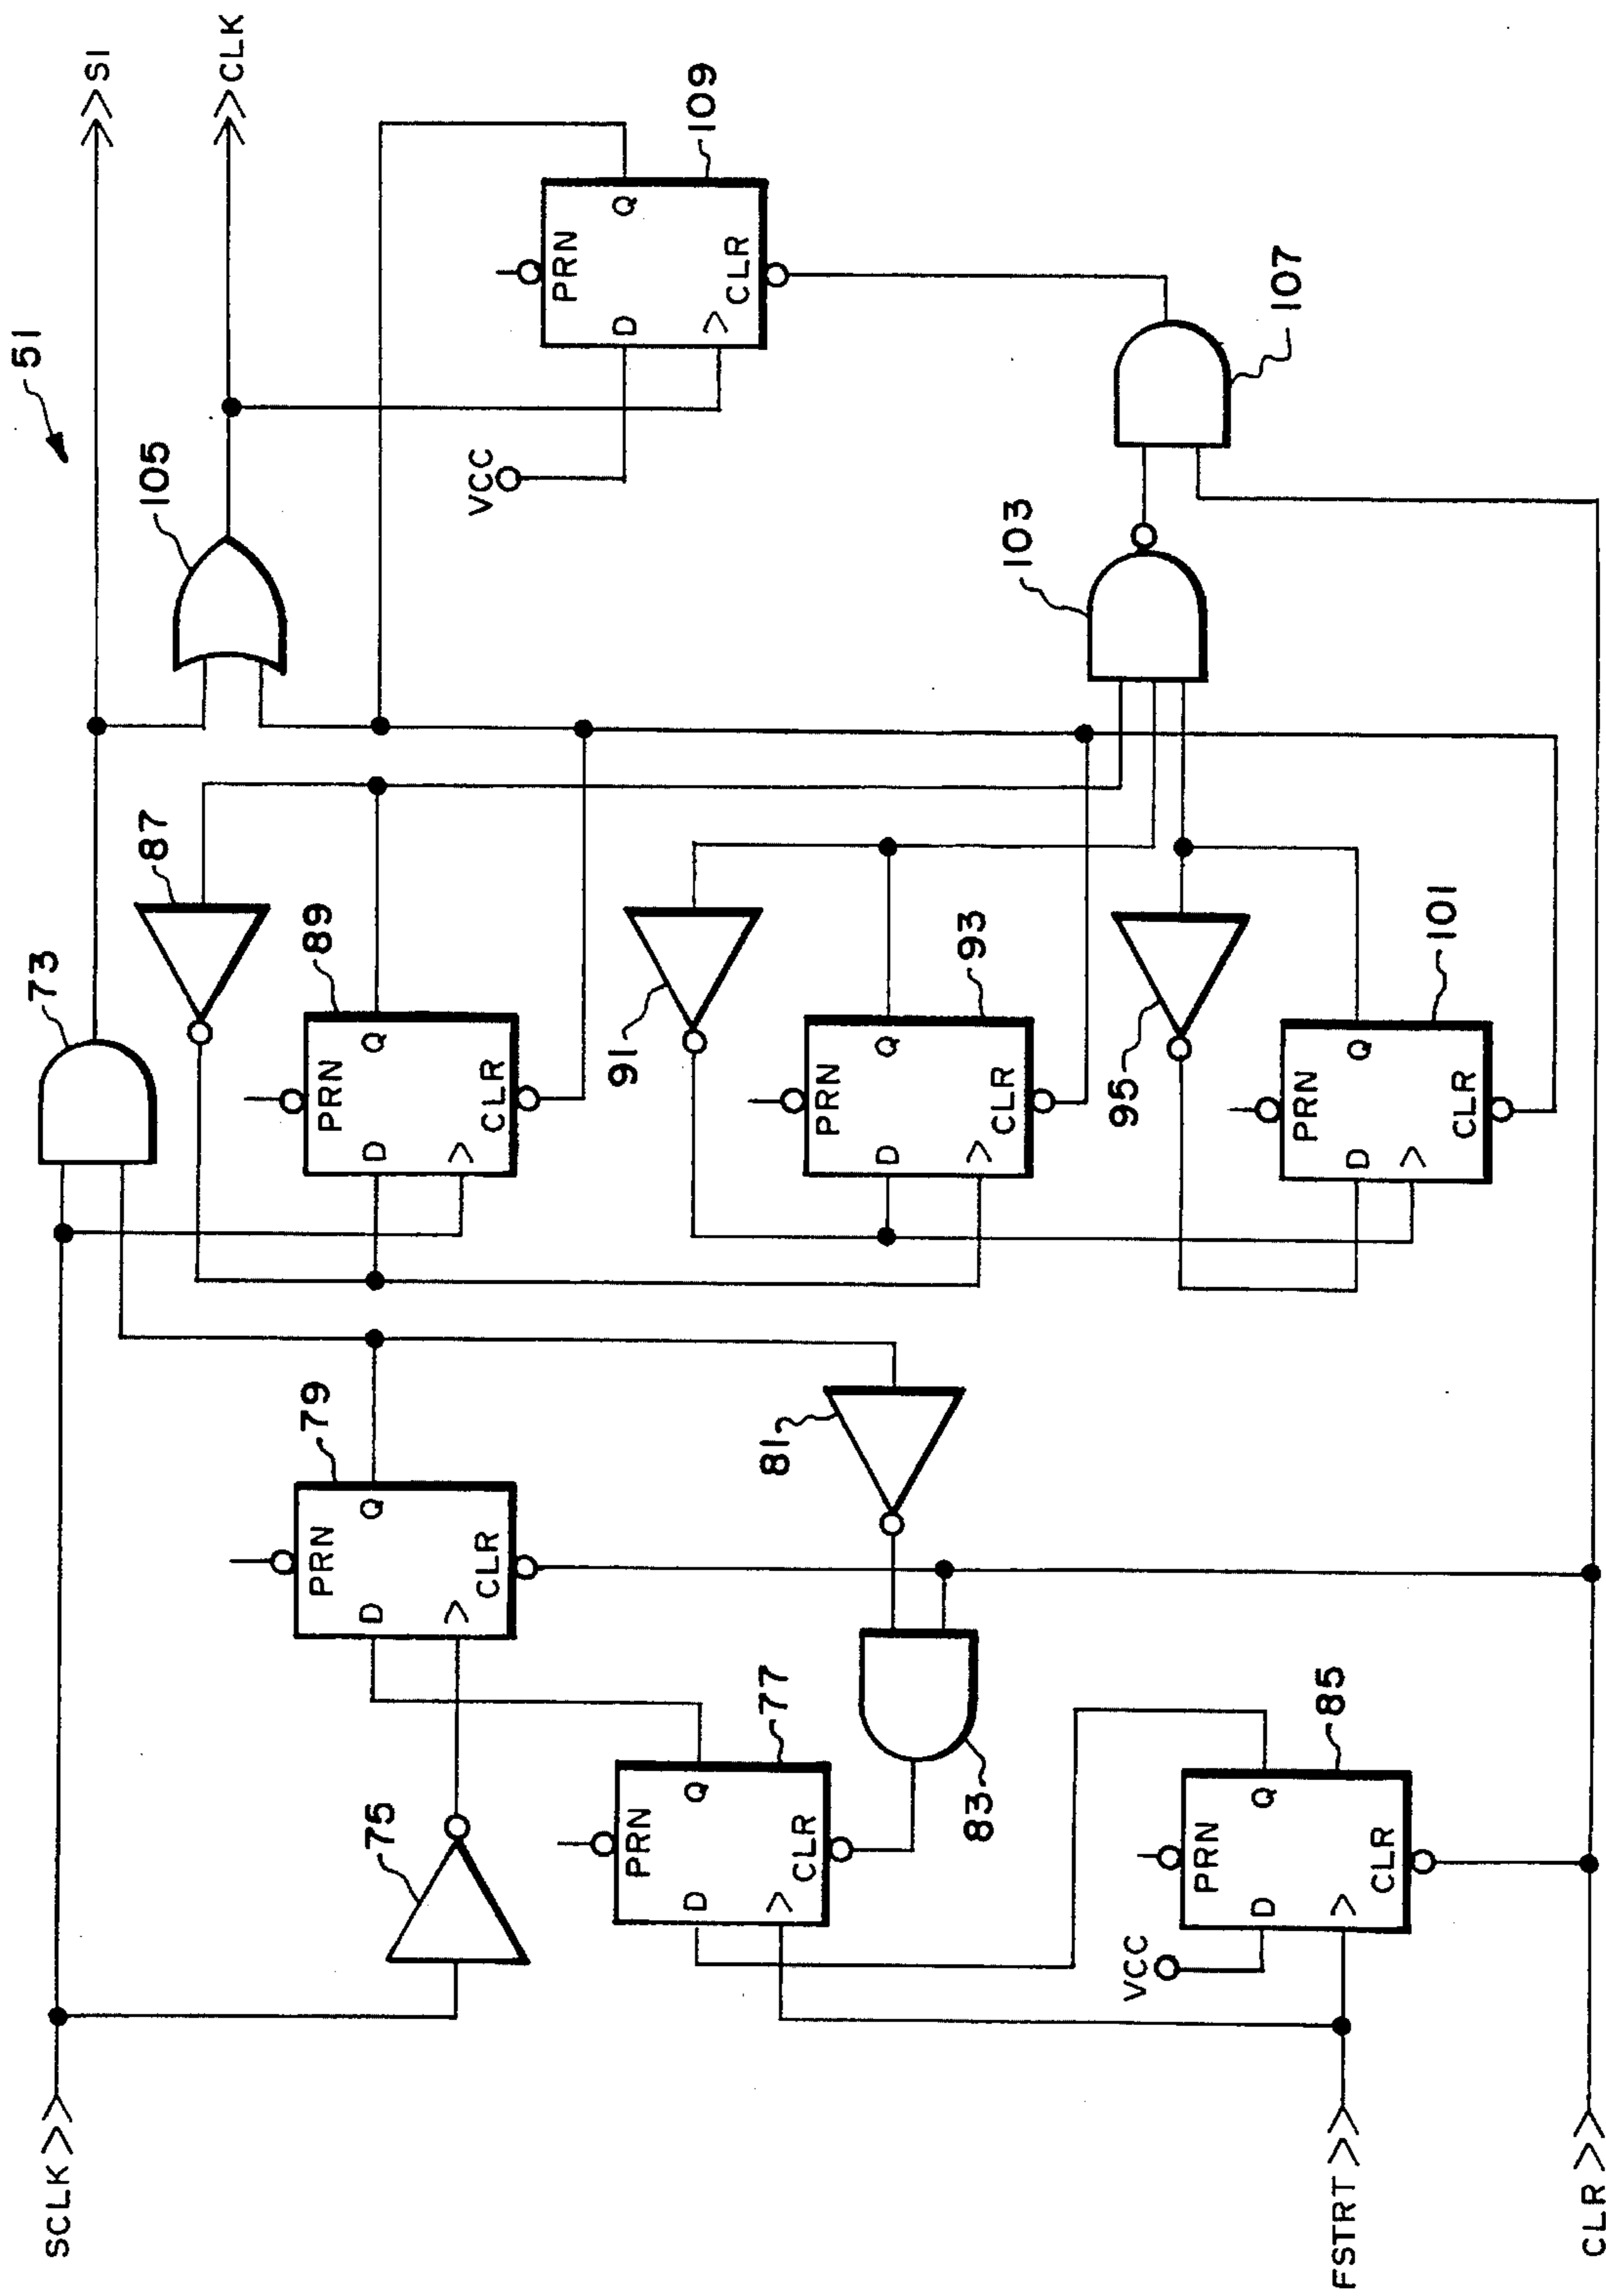 51
SCLK
73
SI
87
105
CLK
75
79
PRN
D
Q
CLR
89
PRN
D
Q
CLR
VCC
PRN
D
Q
CLR
109
77
PRN
D
Q
CLR
81
83
91
93
PRN
D
Q
CLR
103
107
VCC
85
PRN
D
Q
CLR
95
101
PRN
D
Q
CLR
FSTRT
CLR